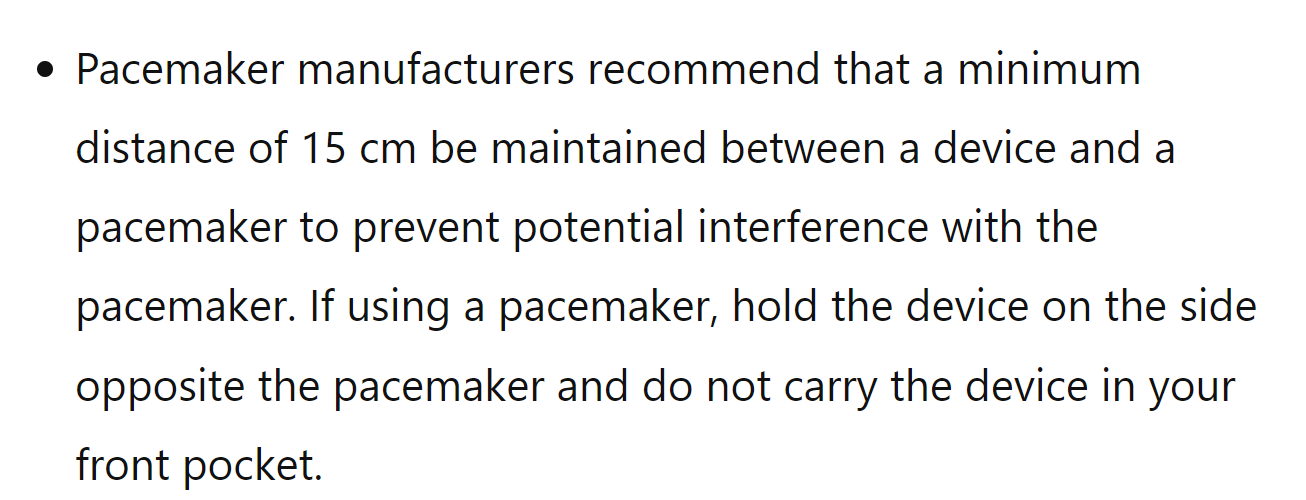 • Pacemaker manufacturers recommend that a minimum
distance of 15 cm be maintained between a device and a
pacemaker to prevent potential interference with the
pacemaker. If using a pacemaker, hold the device on the side
opposite the pacemaker and do not carry the device in your
front pocket.